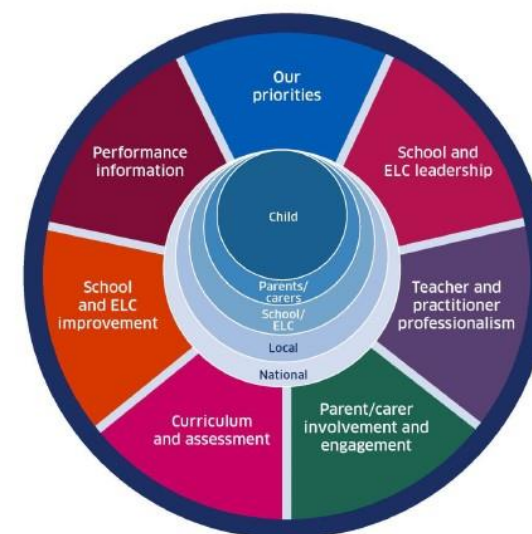 Our
priorities
School and
ELC leadership
Teacher and
practitioner
professionalism
Parent/carer
involvement and
engagement
Curriculum
and assessment
School
and ELC
improvement
Performance
information
Child
Parents/
carers
School/
ELC
Local
National